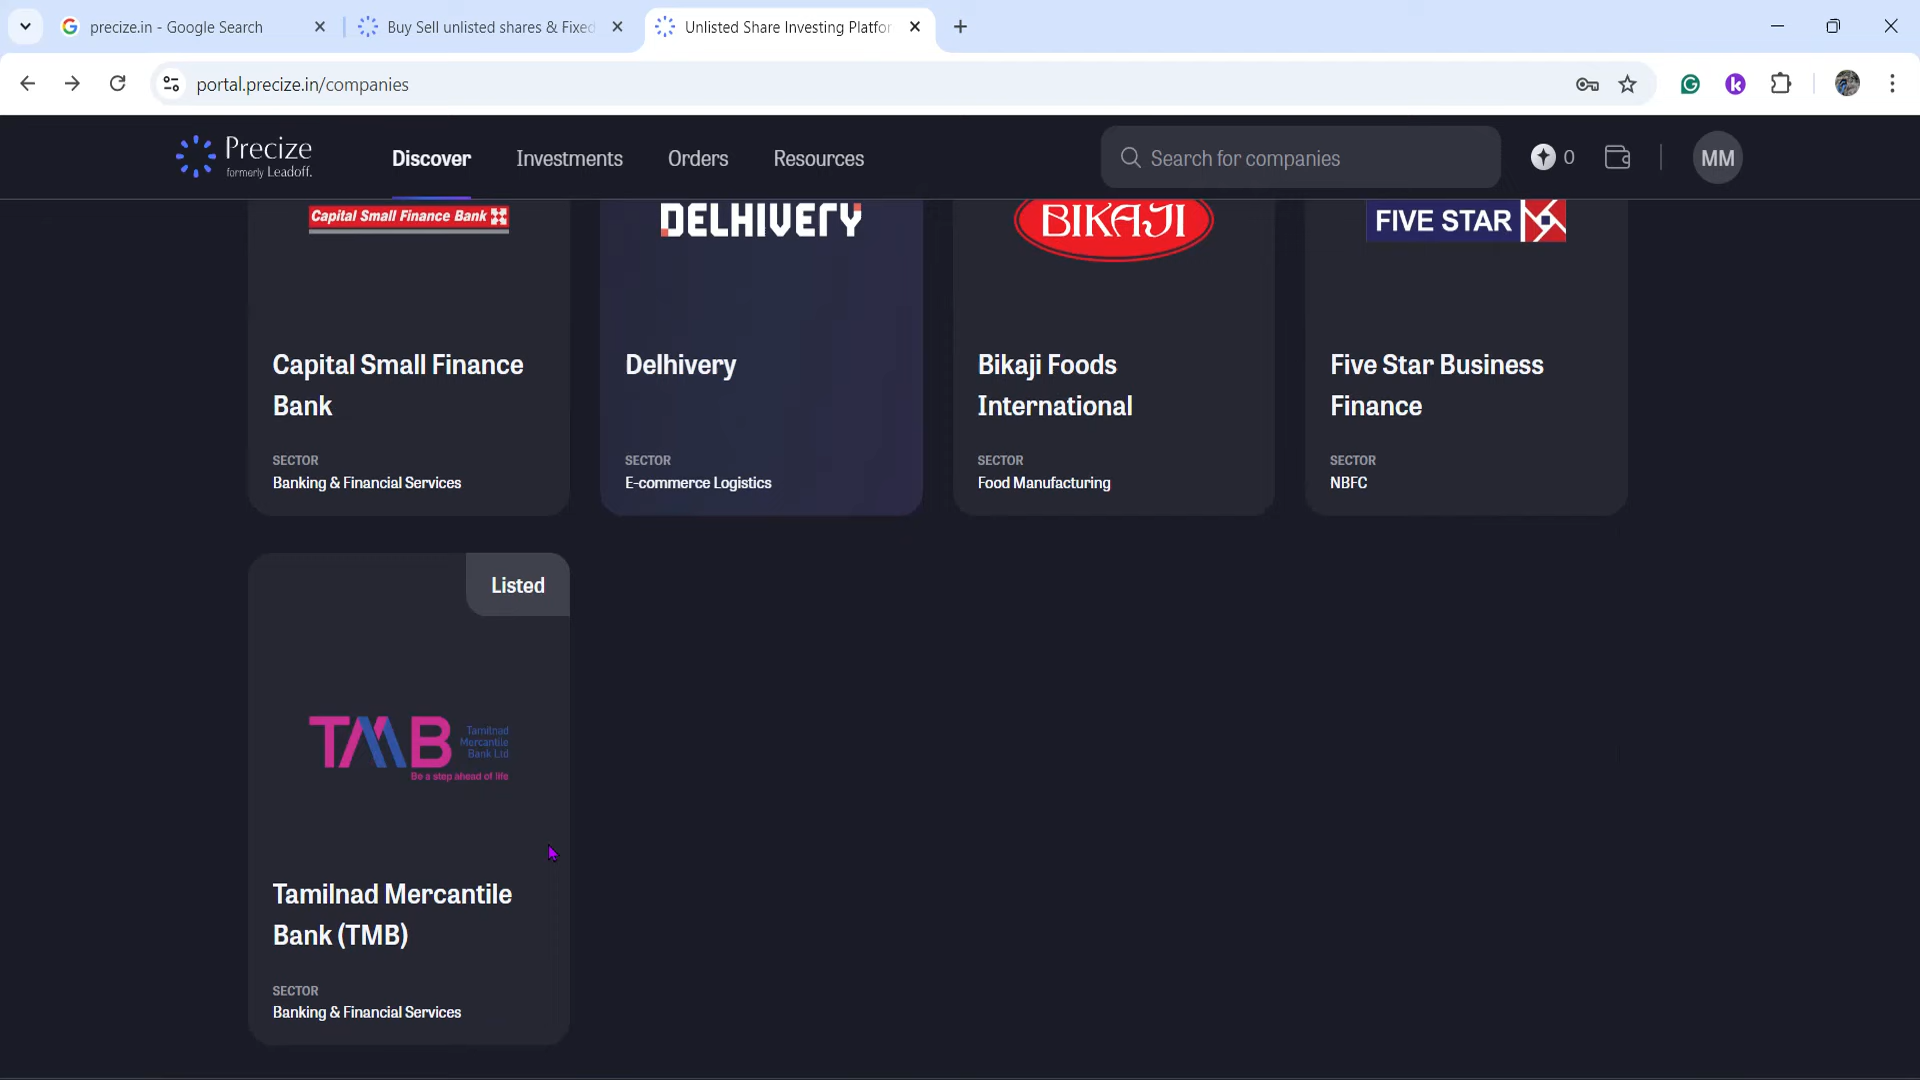 precize.in - Google Search
Buy Sell unlisted shares & Fixed
Unlisted Share Investing Platfor
portal.precize.in/companies
Precize
formerly Leadoff.
Discover
Investments
Orders
Resources
Search for companies
0
MM
Capital Small Finance Bank
DELHIVERY
BIKAJI
FIVE STAR
Capital Small Finance
Bank
SECTOR
Banking & Financial Services
Delhivery
SECTOR
E-commerce Logistics
Bikaji Foods
International
SECTOR
Food Manufacturing
Five Star Business
Finance
SECTOR
NBFC
Listed
TMB
Tamilnad
Mercantile
Bank Ltd
Be a step ahead of life
Tamilnad Mercantile
Bank (TMB)
SECTOR
Banking & Financial Services